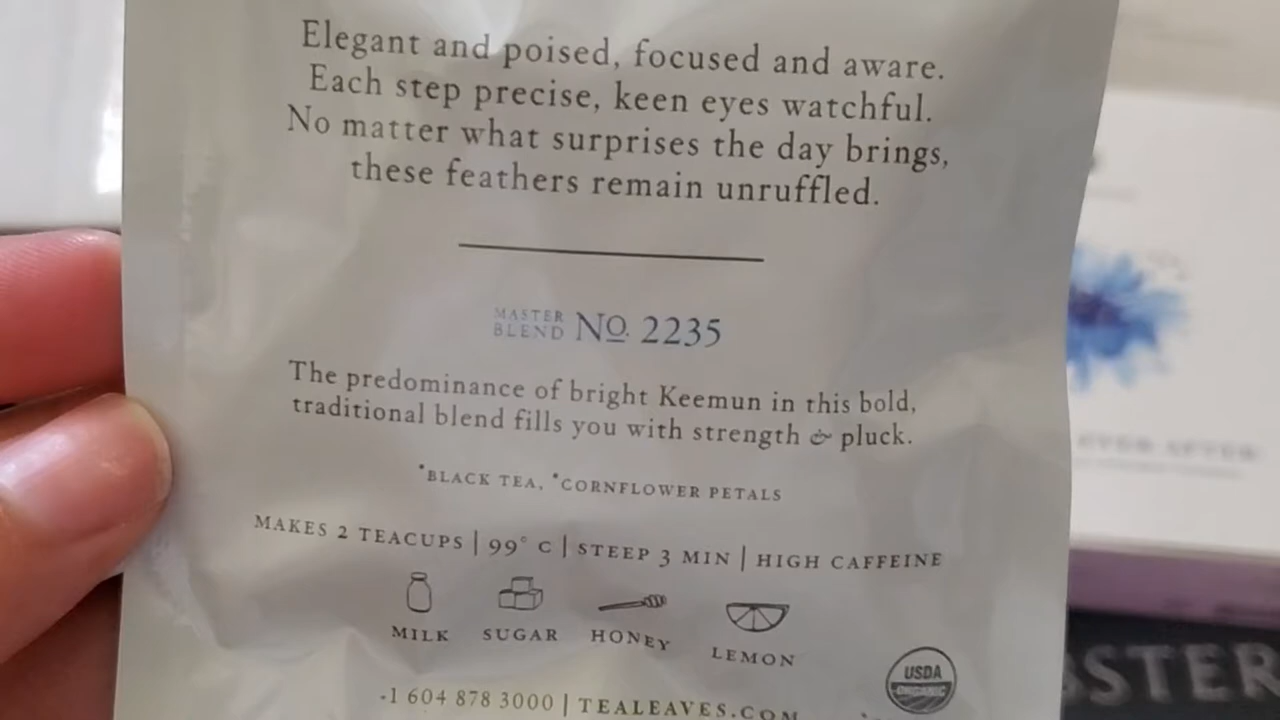 Elegant and poised, focused and aware.
Each step precise, keen eyes watchful.
No matter what surprises the day brings,
these feathers remain unruffled.
MASTER BLEND No. 2235
The predominance of bright Keemun in this bold,
traditional blend fills you with strength & pluck.
*BLACK TEA, *CORNFLOWER PETALS
MAKES 2 TEACUPS | 99° C | STEEP 3 MIN | HIGH CAFFEINE
MILK SUGAR HONEY LEMON
USDA
ORGANIC
-1 604 878 3000 | TEALEAVES.COM
EVER AFTER
STER